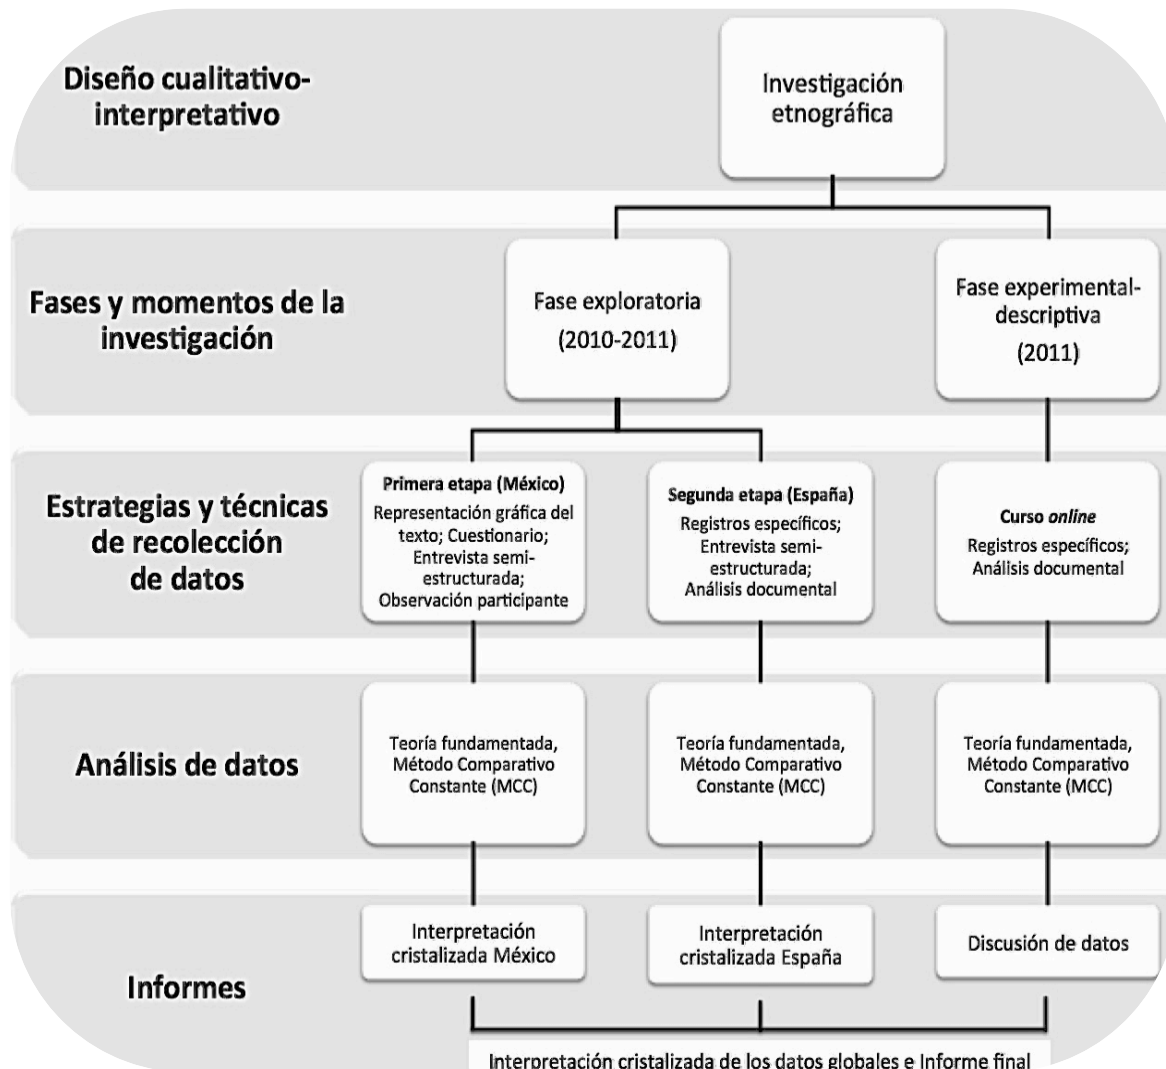 Diseño cualitativo-
interpretativo
Investigación
etnográfica
Fases y momentos de la
investigación
Fase exploratoria
(2010-2011)
Fase experimental-
descriptiva
(2011)
Estrategias y técnicas
de recolección
de datos
Primera etapa (México)
Representación gráfica del
texto; Cuestionario;
Entrevista semi-
estructurada;
Observación participante
Segunda etapa (España)
Registros específicos;
Entrevista semi-
estructurada;
Análisis documental
Curso online
Registros específicos;
Análisis documental
Análisis de datos
Teoría fundamentada,
Método Comparativo
Constante (MCC)
Teoría fundamentada,
Método Comparativo
Constante (MCC)
Teoría fundamentada,
Método Comparativo
Constante (MCC)
Informes
Interpretación
cristalizada México
Interpretación
cristalizada España
Discusión de datos
Interpretación cristalizada de los datos globales e Informe final